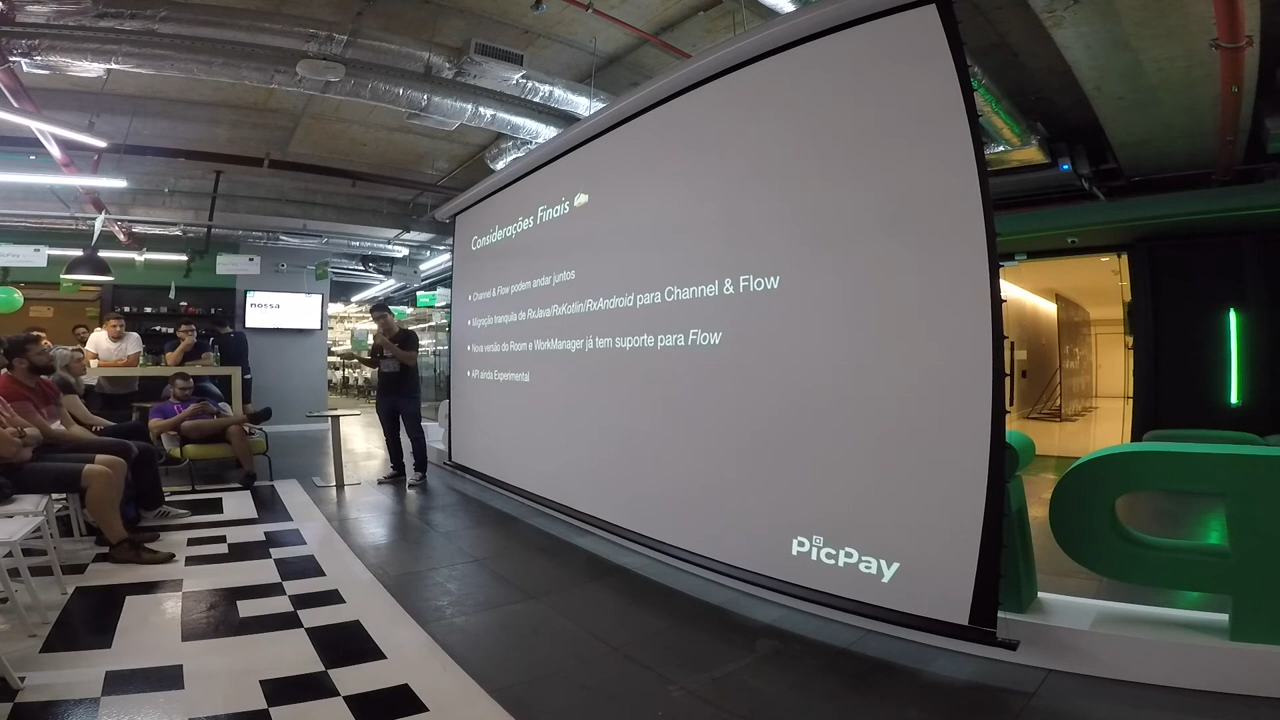 Considerações Finais
• Channel & Flow podem andar juntos
• Migração tranquila de RxJava/RxKotlin/RxAndroid para Channel & Flow
• Nova versão do Room e WorkManager já tem suporte para Flow
• API ainda Experimental
PicPay
nossa